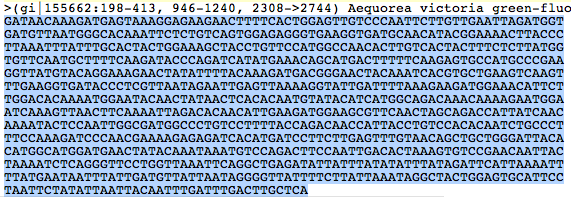 >(gi|155662:198-413, 946-1240, 2308->2744) Aequorea victoria green-fluo
GATAACAAAGATGAGTAAAGGAGAAGAACTTTTCACTGGAGTTGTCCCAATTCTTGTTGAATTAGATGGT
GATGTTAATGGGCACAAATTCTCTGTCAGTGGAGAGGGTGAAGGTGATGCAACATACGGAAAACTTACCC
TTAAATTTATTTGCACTACTGGAAAGCTACCTGTTCCATGGCCAACACTTGTCACTACTTTCTCTTATGG
TGTTCAATGCTTTTCAAGATACCCAGATCATATGAAACAGCATGACTTTTTCAAGAGTGCCATGCCCGAA
GGTTATGTACAGGAAAGAACTATATTTTACAAAGATGACGGGAACTACAAATCACGTGCTGAAGTCAAGT
TTGAAGGTGATACCCTCGTTAATAGAATTGAGTTAAAAGGTATTGATTTTAAAGAAGATGGAAACATTCT
TGGACACAAAATGGAATACAACTATAACTCACACAATGTATACATCATGGCAGACAAACAAAAGAATGGA
ATCAAAGTTAACTTCAAAATTAGACACAACATTGAAGATGGAAGCGTTCAACTAGCAGACCATTATCAAC
AAAATACTCCAATTGGCGATGGCCCTGTCCTTTTACCAGACAACCATTACCTGTCCACACAATCTGCCCT
TTCCAAAGATCCCAACGAAAAGAGAGATCACATGATCCTTCTTGAGTTTGTAACAGCTGCTGGGATTACA
CATGGCATGGATGAACTATACAAATAAATGTCCAGACTTCCAATTGACACTAAAGTGTCCGAACAATTAC
TAAAATCTCAGGGTTCCTGGTTAAATTCAGGCTGAGATATTATTTATATATTTATAGATTCATTAAAATT
TTATGAATAATTTATTGATGTTATTAATAGGGGTTATTTTCTTATTAAATAGGCTACTGGAGTGCATTCC
TAATTCTATATTAATTACAATTTGATTTGACTTGCTCA